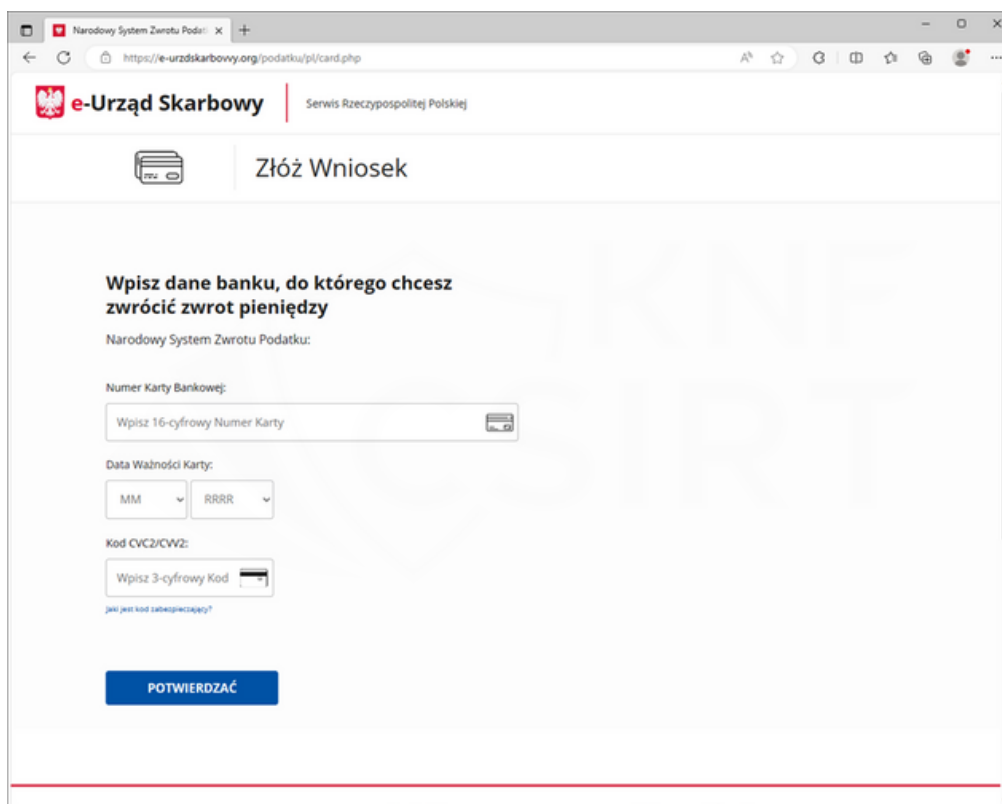 Narodowy System Zwrotu Podat
https://e-urzdskarbovvy.org/podatku/pl/card.php
e-Urząd Skarbowy
Serwis Rzeczypospolitej Polskiej
Złóż Wniosek
Wpisz dane banku, do którego chcesz
zwrócić zwrot pieniędzy
Narodowy System Zwrotu Podatku:
Numer Karty Bankowej:
Wpisz 16-cyfrowy Numer Karty
Data Ważności Karty:
MM RRRR
Kod CVC2/CVV2:
Wpisz 3-cyfrowy Kod
Jaki jest kod zabezpieczający?
POTWIERDZAĆ
KNF
CSIRT